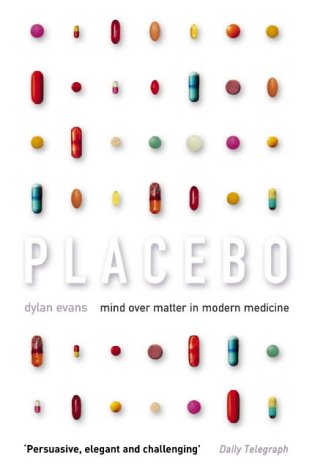 PLACEBO
dylan evans mind over matter in modern medicine
'Persuasive, elegant and challenging' Daily Telegraph